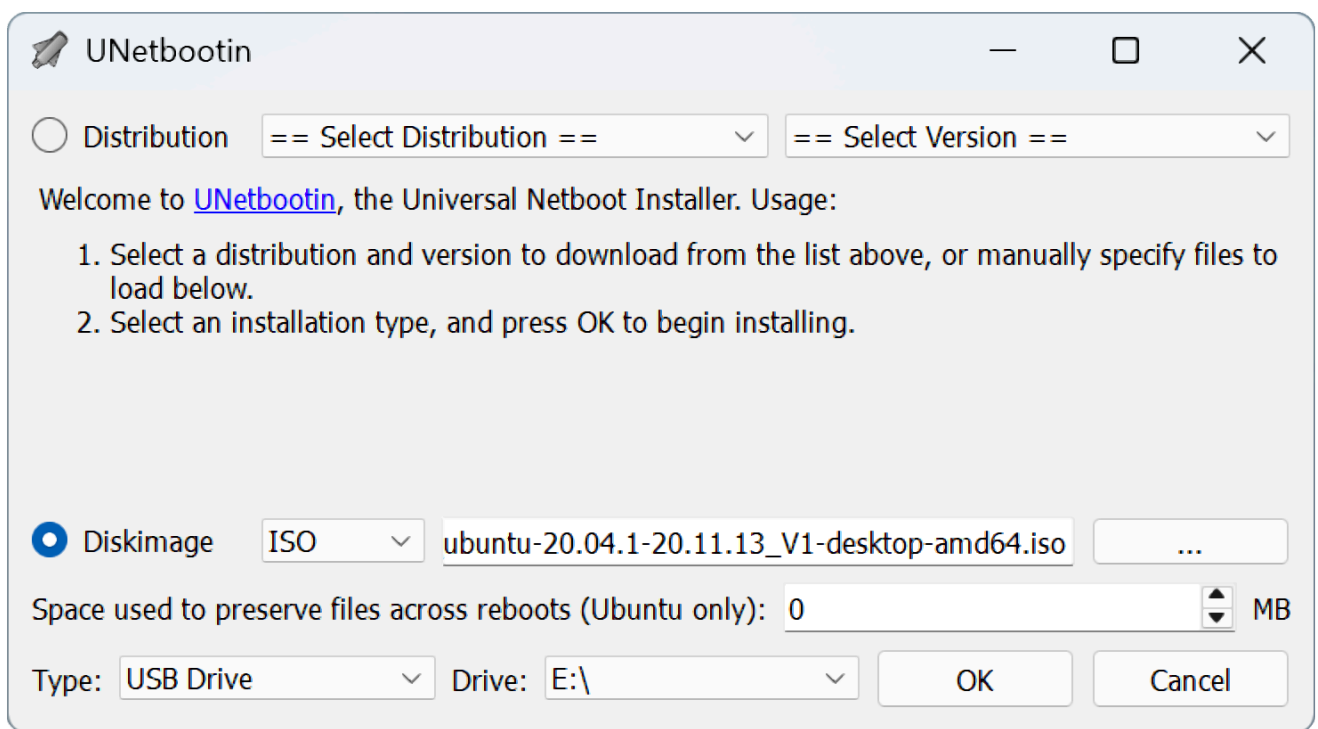 UNetbootin
Distribution == Select Distribution == == Select Version ==
Welcome to UNetbootin, the Universal Netboot Installer. Usage:
1. Select a distribution and version to download from the list above, or manually specify files to
load below.
2. Select an installation type, and press OK to begin installing.
Diskimage ISO ubuntu-20.04.1-20.11.13_V1-desktop-amd64.iso ...
Space used to preserve files across reboots (Ubuntu only): 0 MB
Type: USB Drive Drive: E:\ OK Cancel